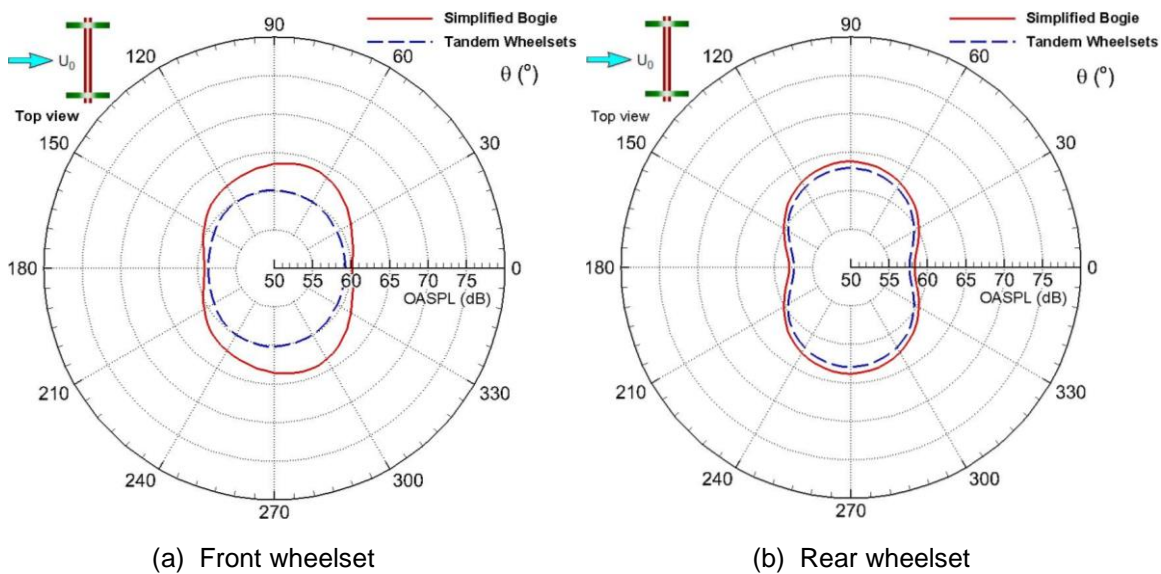 90
Simplified Bogie
Tandem Wheelsets
120
60
θ (°)
U0
Top view
150
30
180
0
50 55 60 65 70 75
OASPL (dB)
210
330
240
300
270
(a) Front wheelset
90
Simplified Bogie
Tandem Wheelsets
120
60
θ (°)
U0
Top view
150
30
180
0
50 55 60 65 70 75
OASPL (dB)
210
330
240
300
270
(b) Rear wheelset